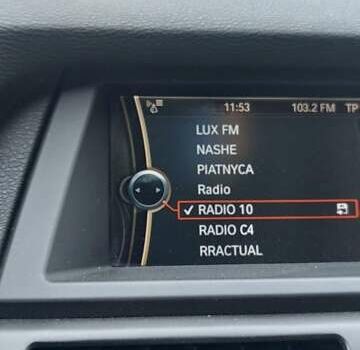 11:53 103.2 FM TP
LUX FM
NASHE
PIATNYCA
Radio
RADIO 10
RADIO C4
RRACTUAL